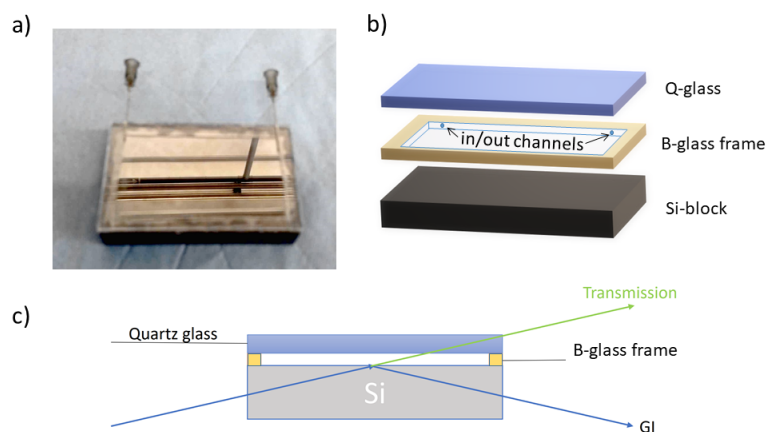 a)
b)
Q-glass
in/out channels
B-glass frame
Si-block
Transmission
c)
Quartz glass
B-glass frame
Si
GI